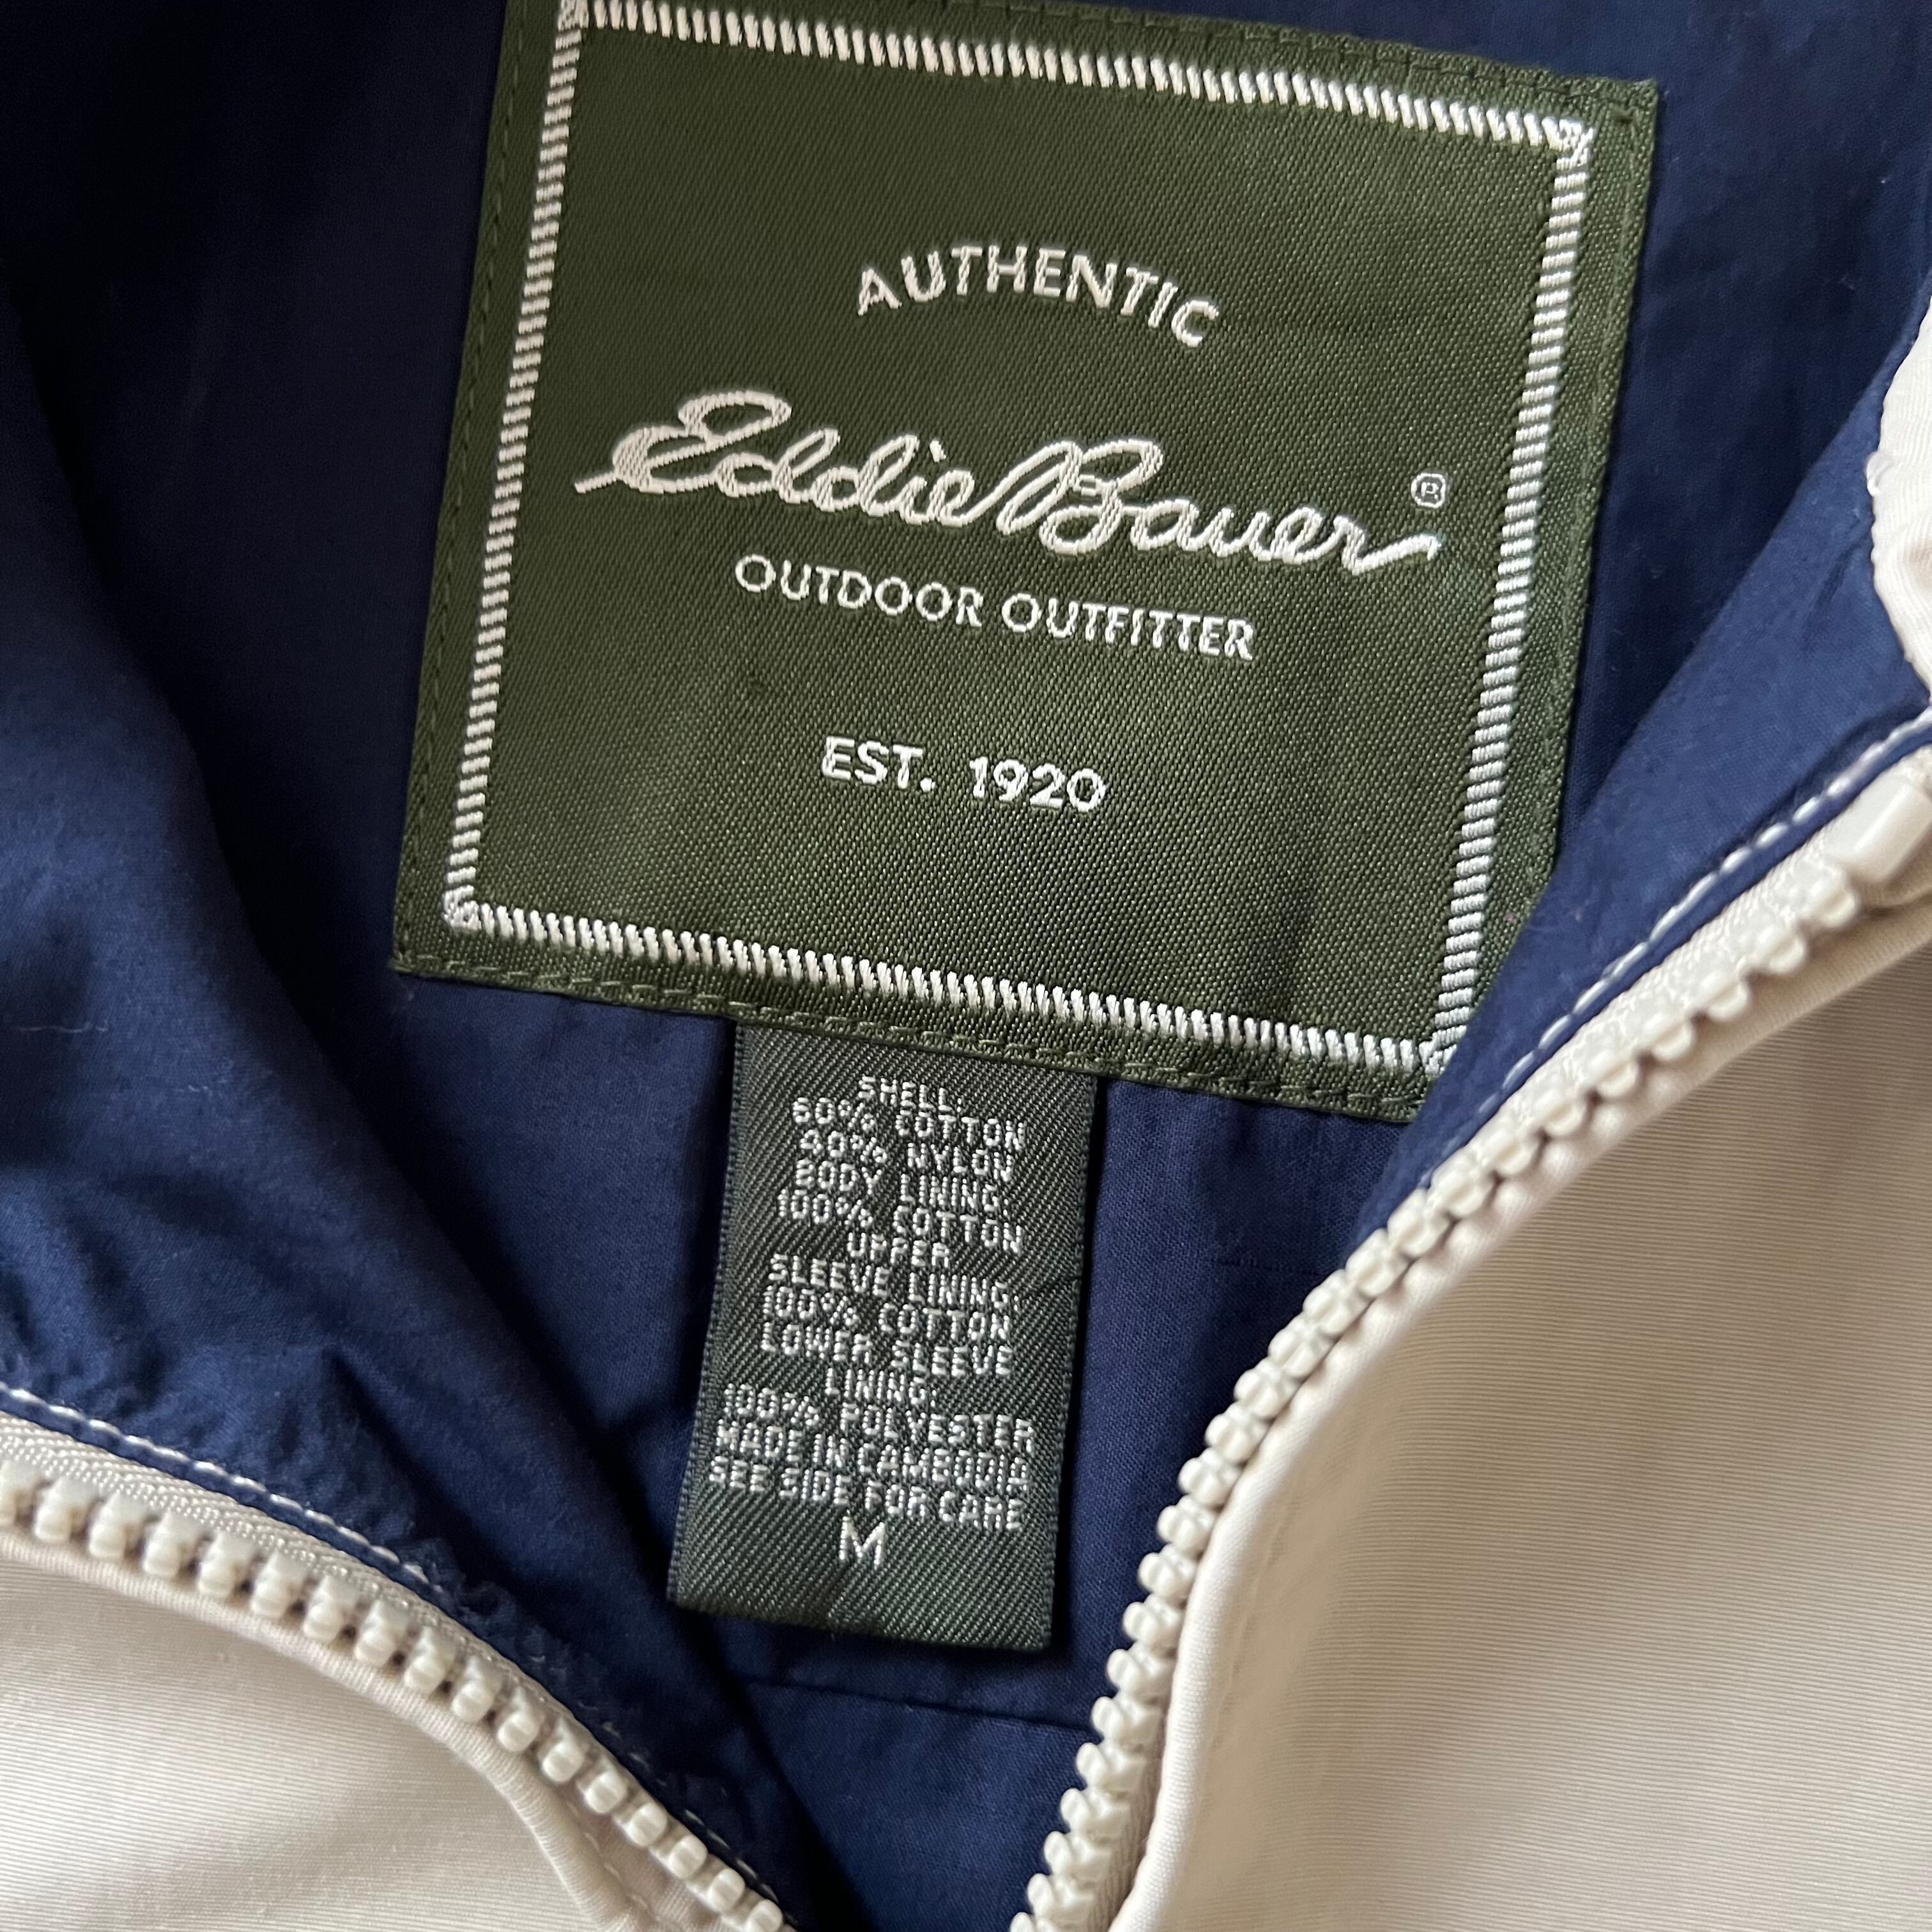 AUTHENTIC
Eddie Bauer ®
OUTDOOR OUTFITTER
EST. 1920
SHELL:
60% COTTON
40% NYLON
BODY LINING:
100% COTTON
UPPER
SLEEVE LINING:
100% COTTON
LOWER SLEEVE
LINING:
100% POLYESTER
MADE IN CAMBODIA
SEE SIDE FOR CARE
M